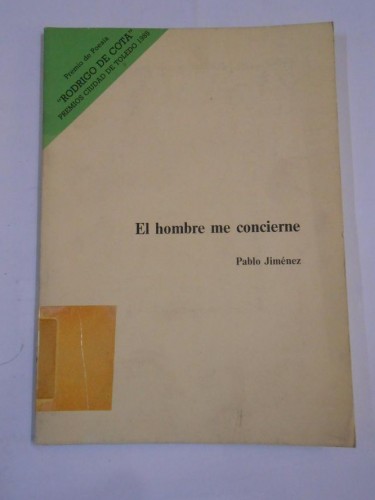 Premio de Poesía
"RODRIGO DE COTA"
PREMIOS CIUDAD DE TOLEDO 1988
El hombre me concierne
Pablo Jiménez